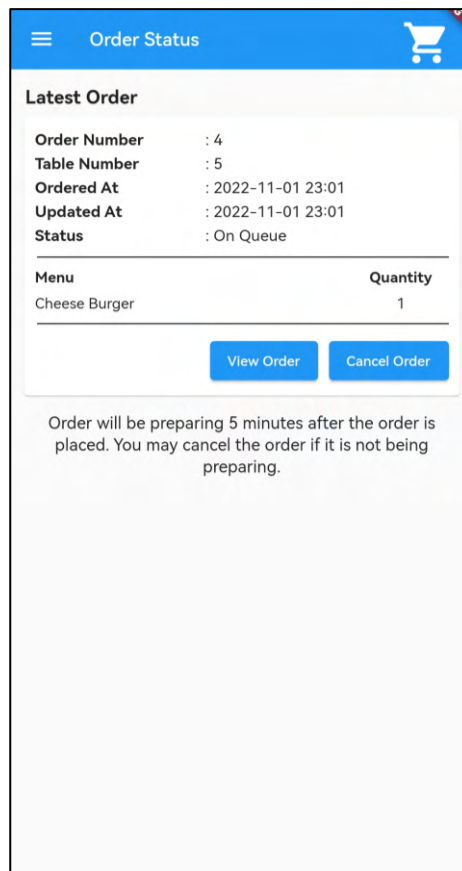 Order Status
Latest Order
Order Number : 4
Table Number : 5
Ordered At : 2022-11-01 23:01
Updated At : 2022-11-01 23:01
Status : On Queue
Menu Quantity
Cheese Burger 1
View Order Cancel Order
Order will be preparing 5 minutes after the order is
placed. You may cancel the order if it is not being
preparing.